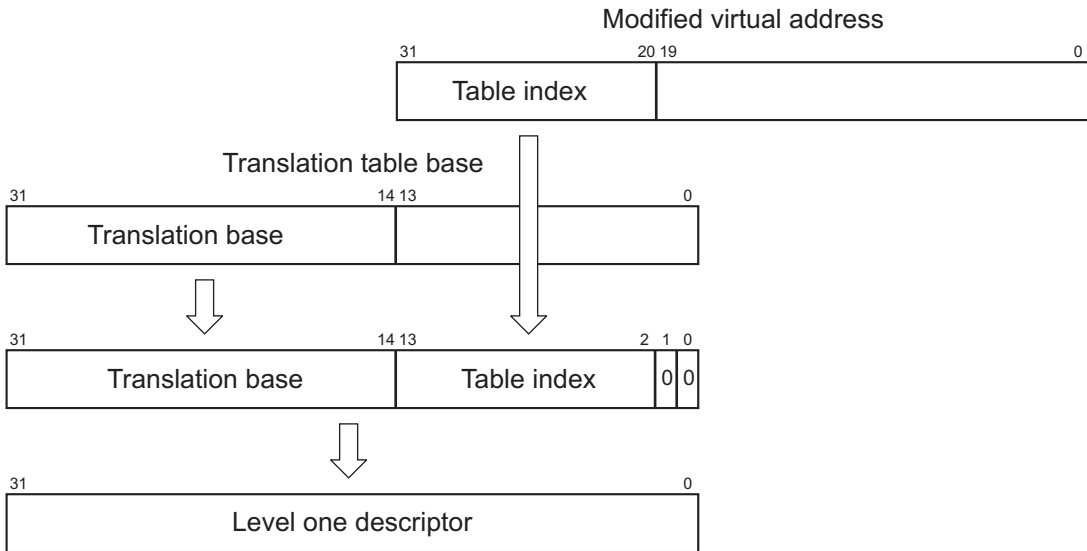 Modified virtual address
31 20 19 0
Table index
Translation table base
31 14 13 0
Translation base
31 14 13 2 1 0
Translation base Table index 0 0
31 0
Level one descriptor